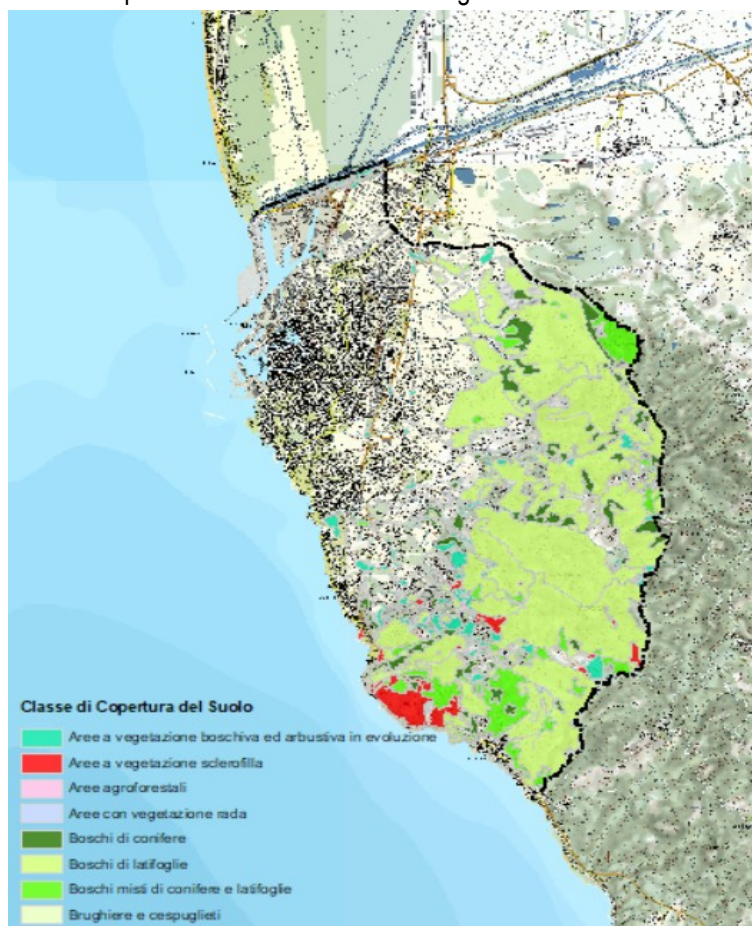 Classe di Copertura del Suolo
Aree a vegetazione boschiva ed arbustiva in evoluzione
Aree a vegetazione sclerofilla
Aree agroforestali
Aree con vegetazione rada
Boschi di conifere
Boschi di latifoglie
Boschi misti di conifere e latifoglie
Brughiere e cespuglieti